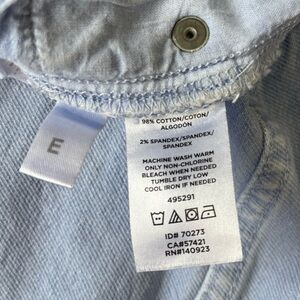 98% COTTON/COTON/
ALGODÓN
2% SPANDEX/SPANDEX/
SPANDEX
MACHINE WASH WARM
ONLY NON-CHLORINE
BLEACH WHEN NEEDED
TUMBLE DRY LOW
COOL IRON IF NEEDED
495291
ID# 70273
CA#57421
RN#140923
E